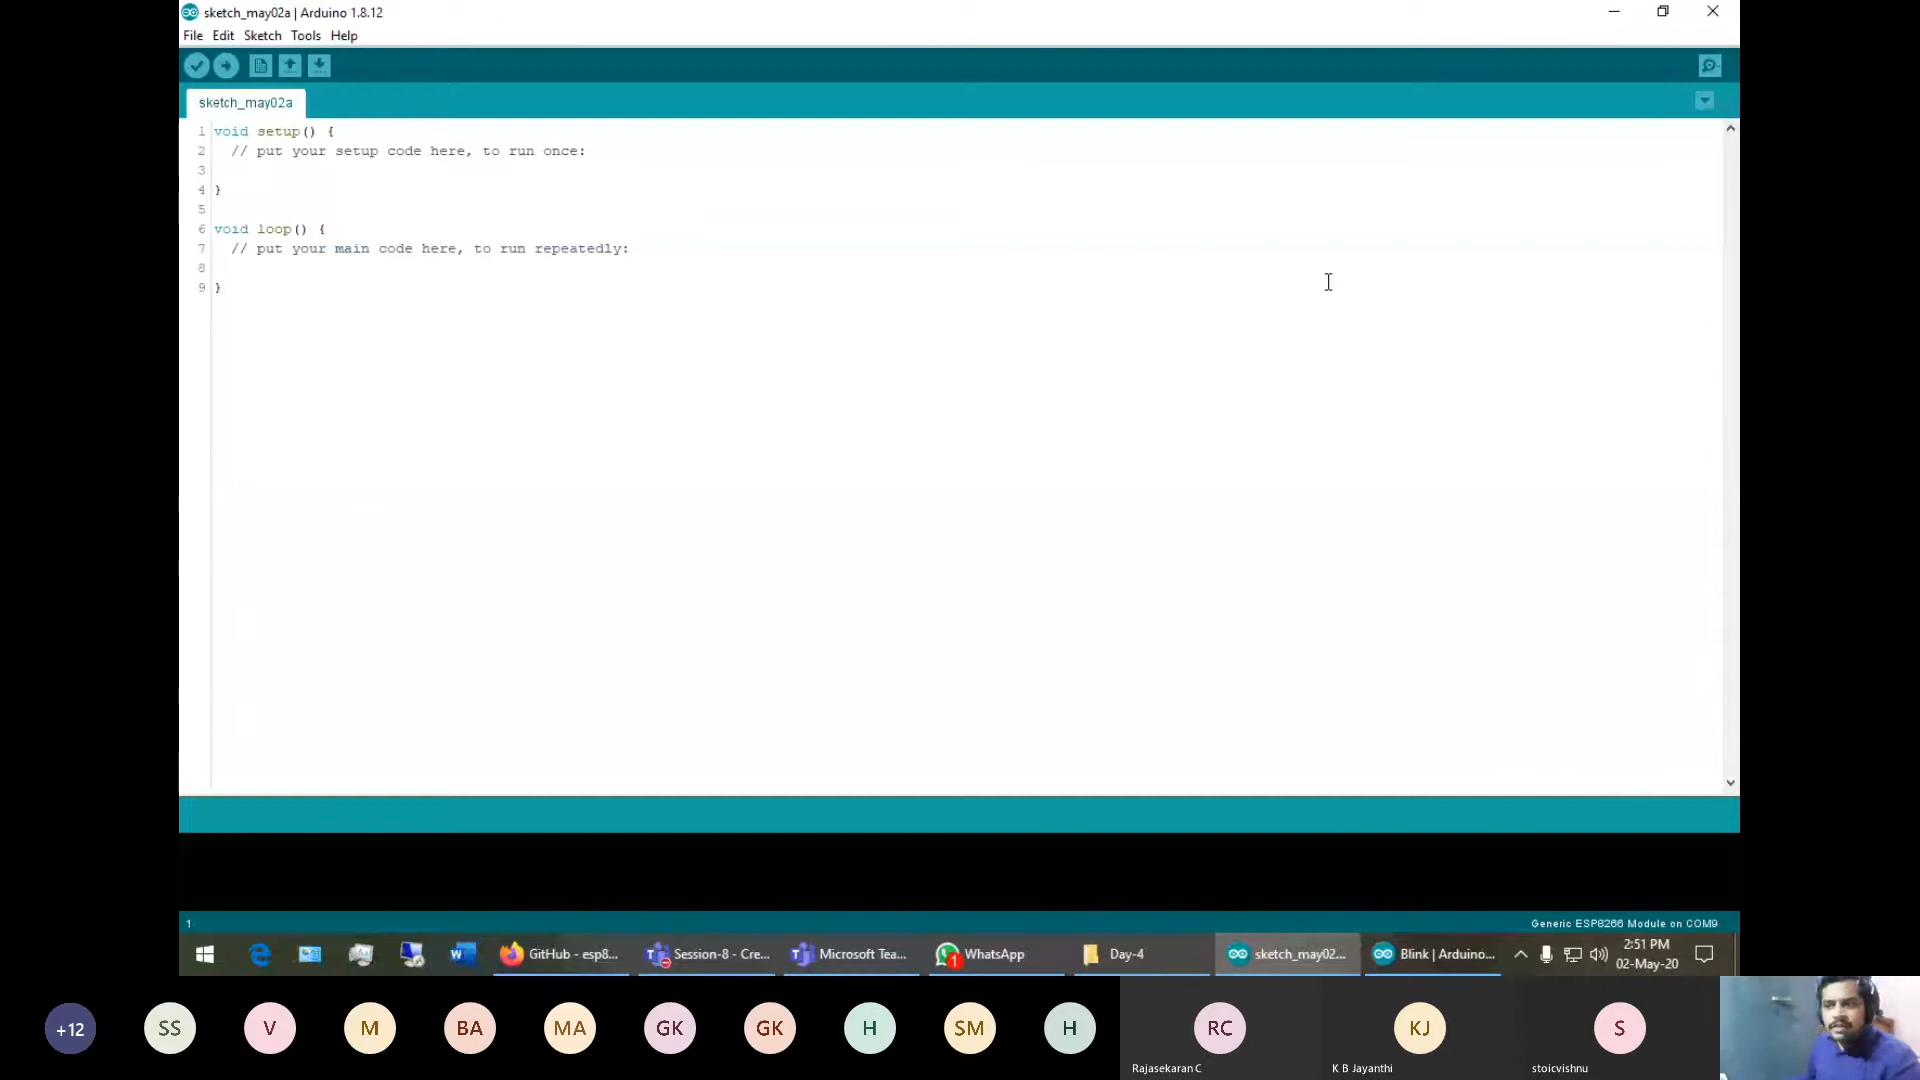 sketch_may02a | Arduino 1.8.12
File Edit Sketch Tools Help
sketch_may02a
1 void setup() {
2 // put your setup code here, to run once:
3
4 }
5
6 void loop() {
7 // put your main code here, to run repeatedly:
8
9 }
1
Generic ESP8266 Module on COM9
GitHub - esp8...
Session-8 - Cre...
Microsoft Tea...
1
WhatsApp
Day-4
sketch_may02...
Blink | Arduino...
2:51 PM
02-May-20
+12 SS V M BA MA GK GK H SM H RC KJ S
Rajasekaran C
K B Jayanthi
stoicvishnu